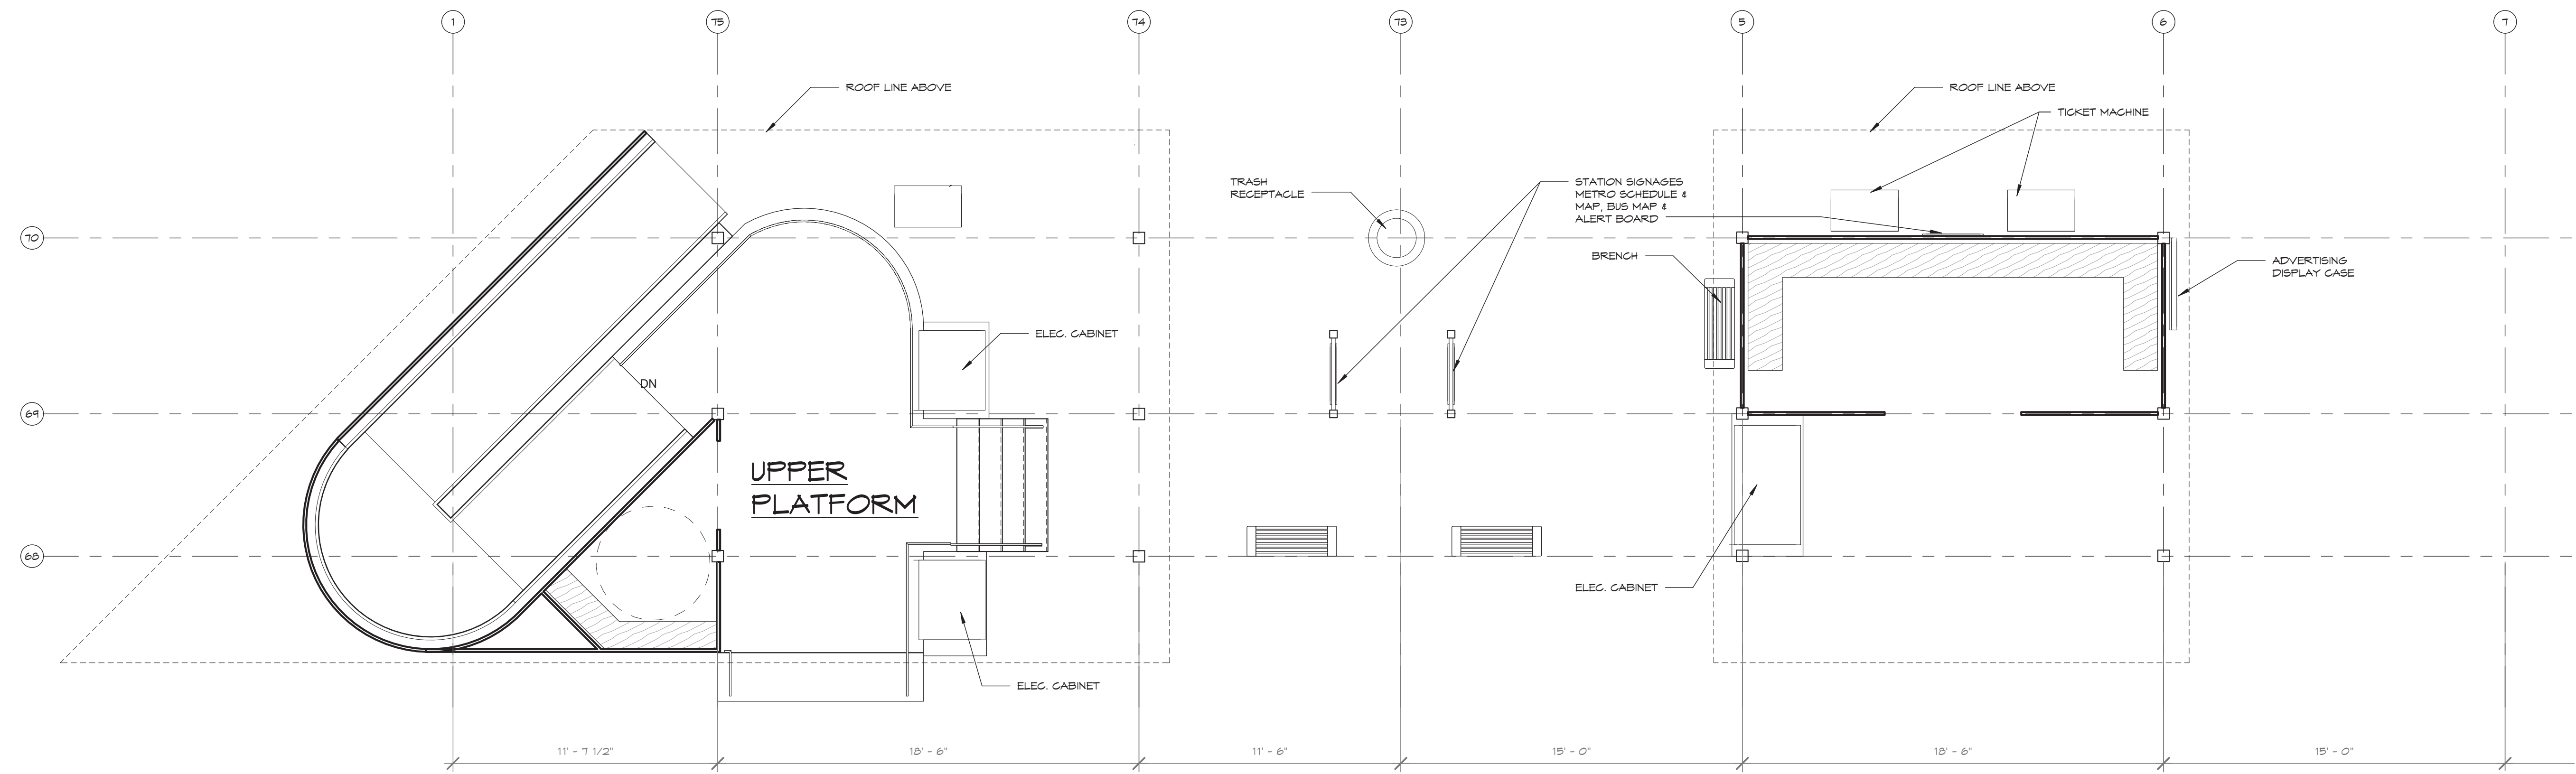 1
75
74
73
5
6
7
ROOF LINE ABOVE
ROOF LINE ABOVE
TICKET MACHINE
TRASH
RECEPTACLE
STATION SIGNAGES
METRO SCHEDULE &
MAP, BUS MAP &
ALERT BOARD
70
BRENCH
ADVERTISING
DISPLAY CASE
ELEC. CABINET
DN
69
UPPER
PLATFORM
68
ELEC. CABINET
ELEC. CABINET
11' - 7 1/2"
18' - 6"
11' - 6"
15' - 0"
18' - 6"
15' - 0"